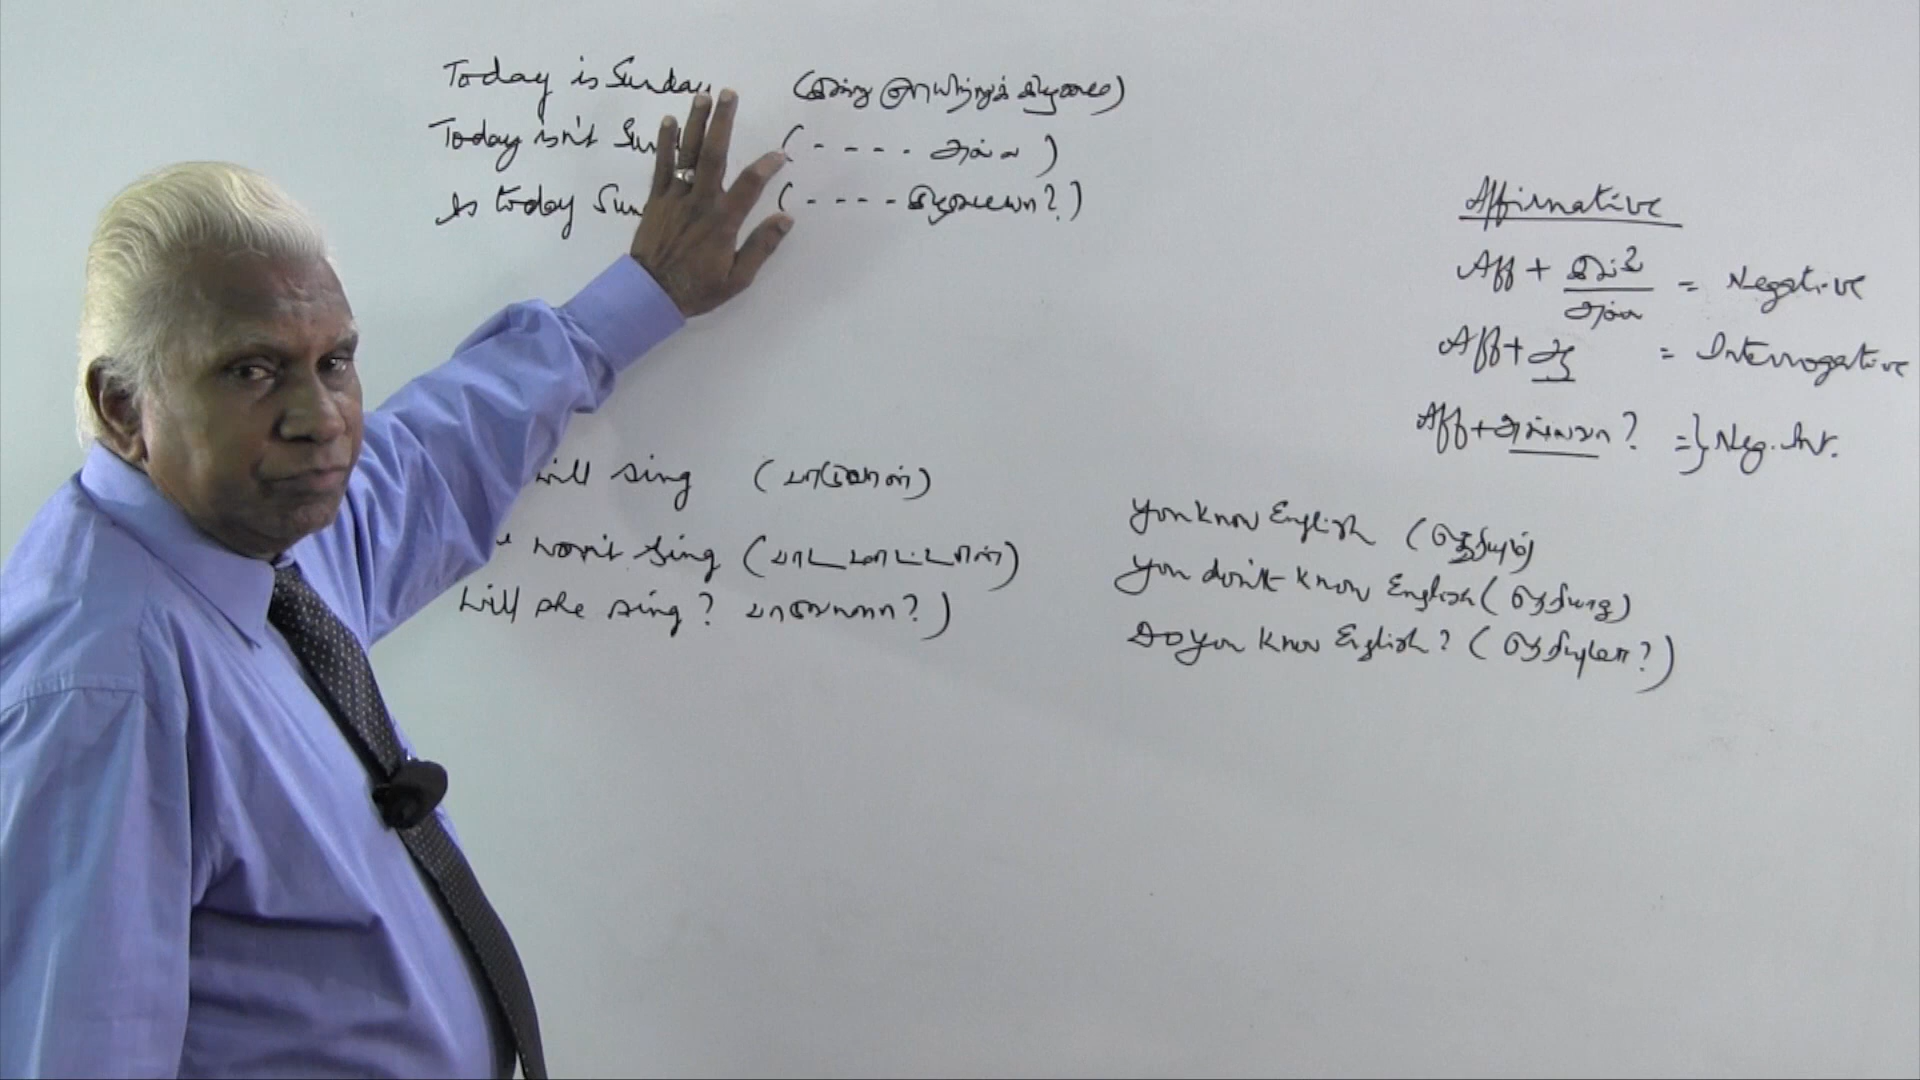 Today is Sunday (இன்று ஞாயிற்றுக் கிழமை)
Today isn't Sun (---- அல்ல)
Is today Sun (---- கிழமையா?)
will sing (பாடுவாள்)
won't sing (பாடமாட்டாள்)
Will she sing? பாடுவாளா?)
You know English (தெரியும்)
You don't know English (தெரியாது)
Do you know English? (தெரியுமா?)
Affirmative
Aff + இல்லை / அல்ல = Negative
Aff + ஆ = Interrogative
Aff + அல்லவா? =} Neg. Int.